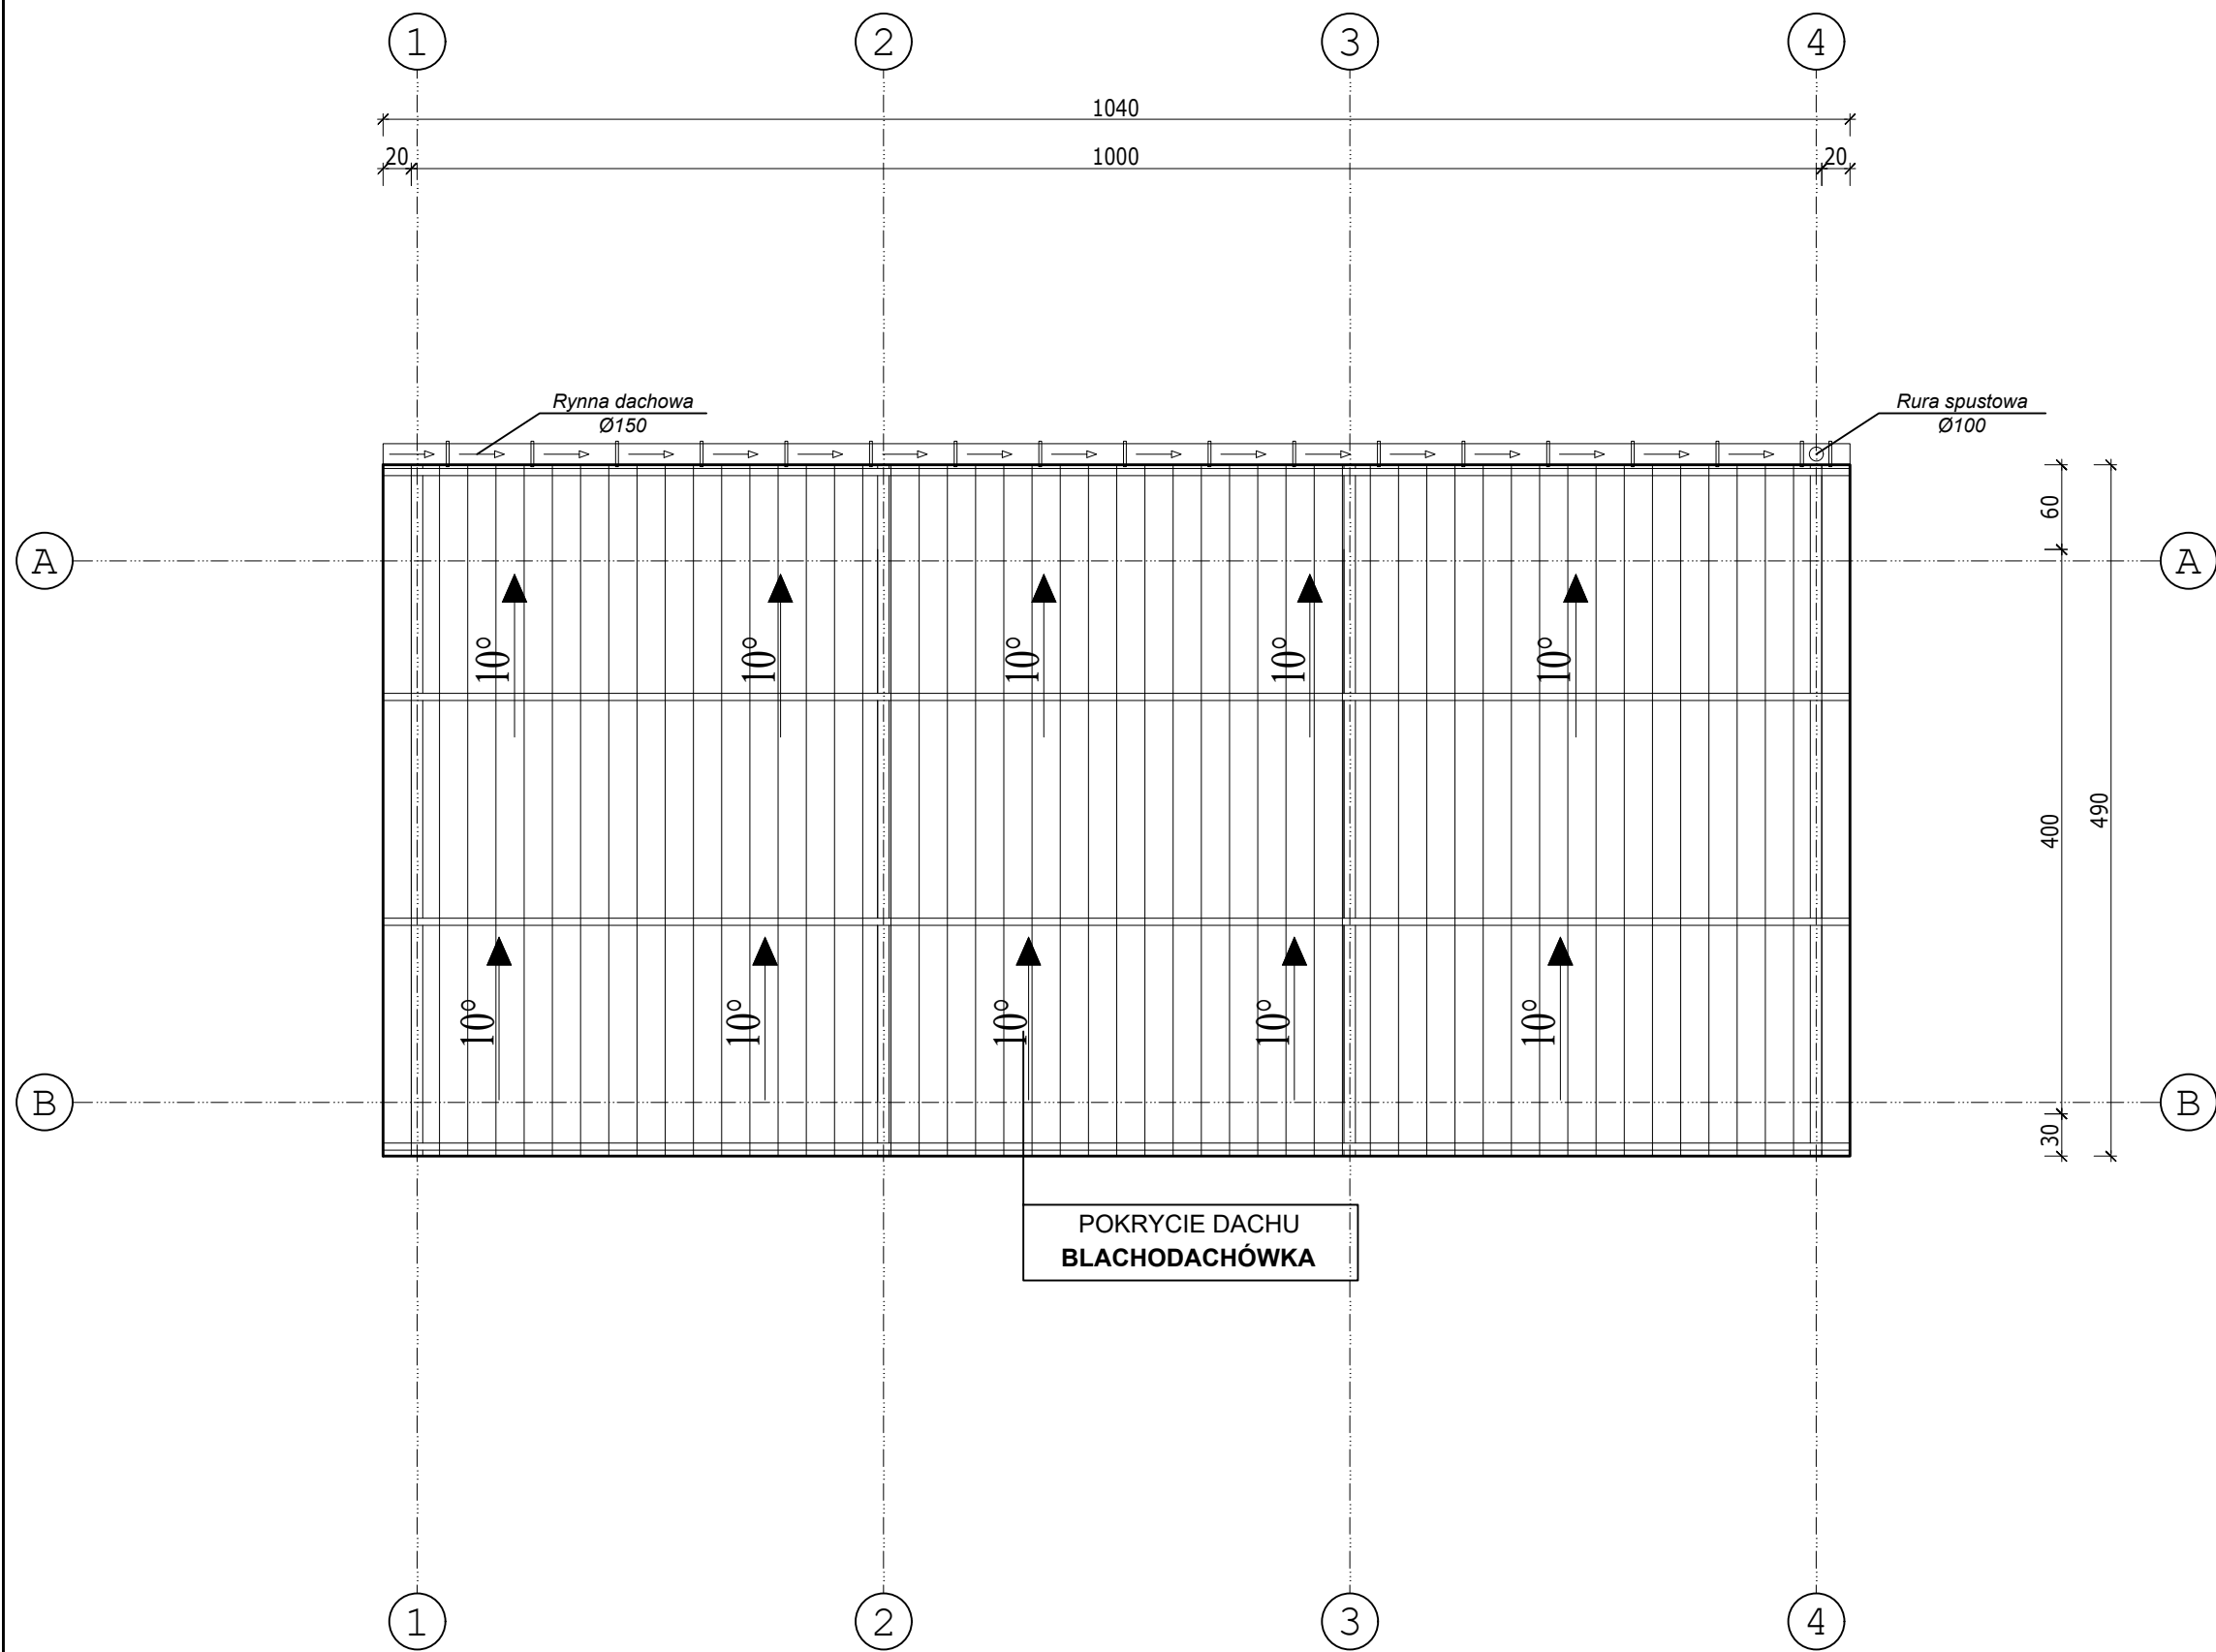 1 2 3 4
1040
20 1000 20
Rynna dachowa
Ø150
Rura spustowa
Ø100
60
A A
10° 10° 10° 10° 10°
400
490
10° 10° 10° 10° 10°
B B
30
POKRYCIE DACHU
BLACHODACHÓWKA
1 2 3 4